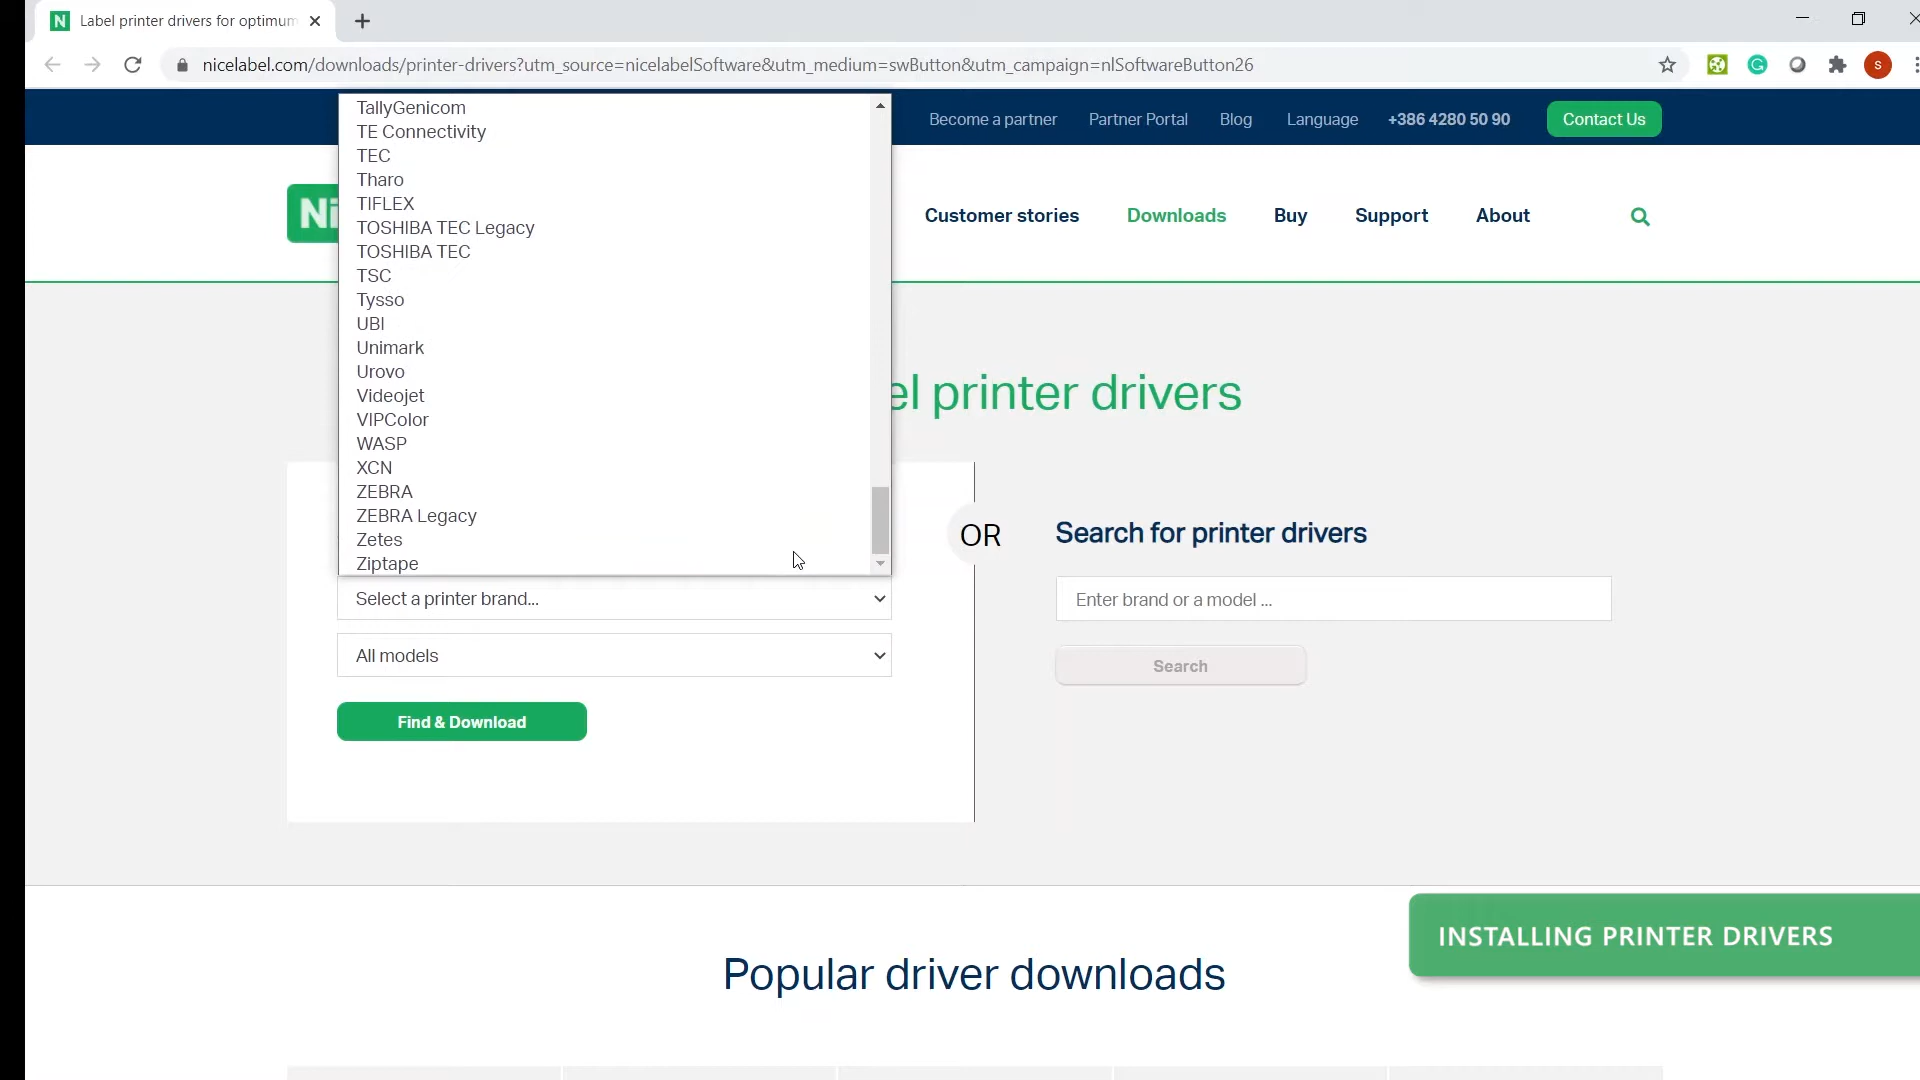 Label printer drivers for optimum
nicelabel.com/downloads/printer-drivers?utm_source=nicelabelSoftware&utm_medium=swButton&utm_campaign=nlSoftwareButton26
S
Become a partner
Partner Portal
Blog
Language
+386 4280 50 90
Contact Us
Ni
Customer stories
Downloads
Buy
Support
About
TallyGenicom
TE Connectivity
TEC
Tharo
TIFLEX
TOSHIBA TEC Legacy
TOSHIBA TEC
TSC
Tysso
UBI
Unimark
Urovo
Videojet
VIPColor
WASP
XCN
ZEBRA
ZEBRA Legacy
Zetes
Ziptape
el printer drivers
Select a printer brand...
All models
Find & Download
OR
Search for printer drivers
Enter brand or a model ...
Search
INSTALLING PRINTER DRIVERS
Popular driver downloads